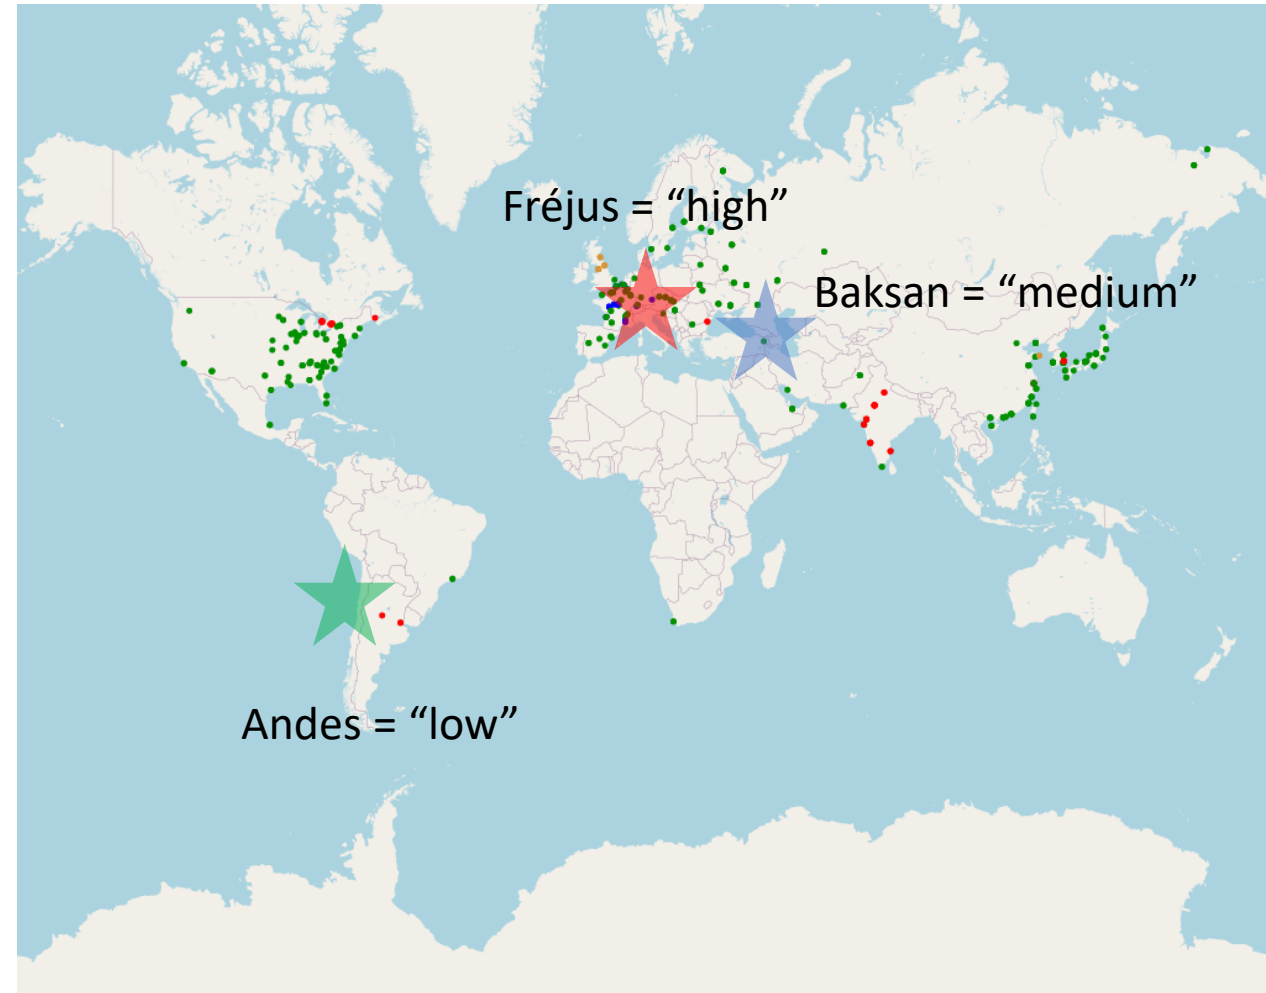 Fréjus = “high”
Baksan = “medium”
Andes = “low”